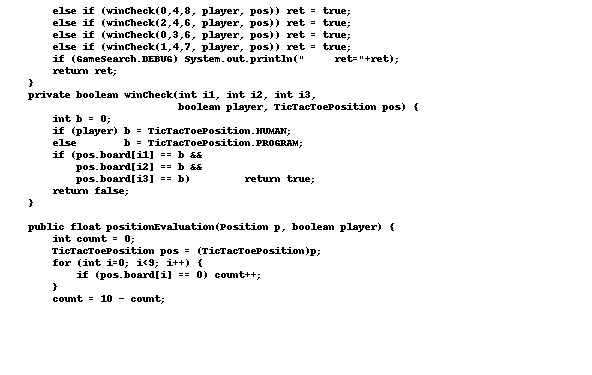 else if (winCheck(0,4,8, player, pos)) ret = true;
    else if (winCheck(2,4,6, player, pos)) ret = true;
    else if (winCheck(0,3,6, player, pos)) ret = true;
    else if (winCheck(1,4,7, player, pos)) ret = true;
    if (GameSearch.DEBUG) System.out.println("     ret="+ret);
    return ret;
}
private boolean winCheck(int i1, int i2, int i3,
                         boolean player, TicTacToePosition pos) {
    int b = 0;
    if (player) b = TicTacToePosition.HUMAN;
    else        b = TicTacToePosition.PROGRAM;
    if (pos.board[i1] == b &&
        pos.board[i2] == b &&
        pos.board[i3] == b)         return true;
    return false;
}

public float positionEvaluation(Position p, boolean player) {
    int count = 0;
    TicTacToePosition pos = (TicTacToePosition)p;
    for (int i=0; i<9; i++) {
        if (pos.board[i] == 0) count++;
    }
    count = 10 - count;